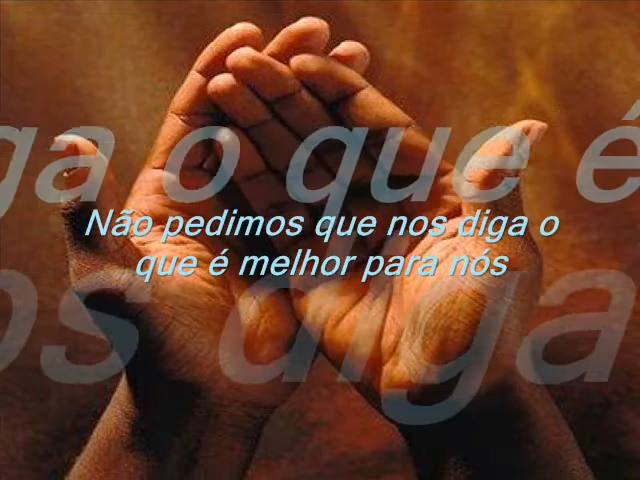 ga o que é
Não pedimos que nos diga o
que é melhor para nós
os diga